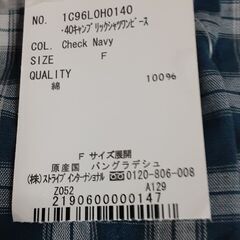 NO. 1C96L0H0140
·40キャンブリックシャツワンピース
COL. Check Navy
SIZE F
QUALITY 100%
綿
F サイズ展開
原産国 バングラデシュ
(株)ストライプ インターナショナル 0120-806-008
Z052 A129
2190600000147